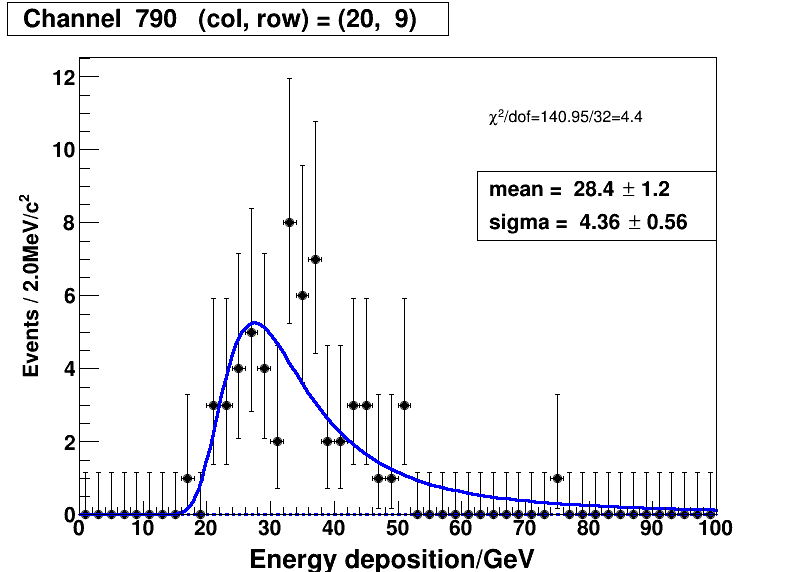 Channel 790 (col, row) = (20, 9)
χ²/dof=140.95/32=4.4
mean = 28.4 ± 1.2
sigma = 4.36 ± 0.56
Events / 2.0MeV/c²
12
10
8
6
4
2
0
0 10 20 30 40 50 60 70 80 90 100
Energy deposition/GeV